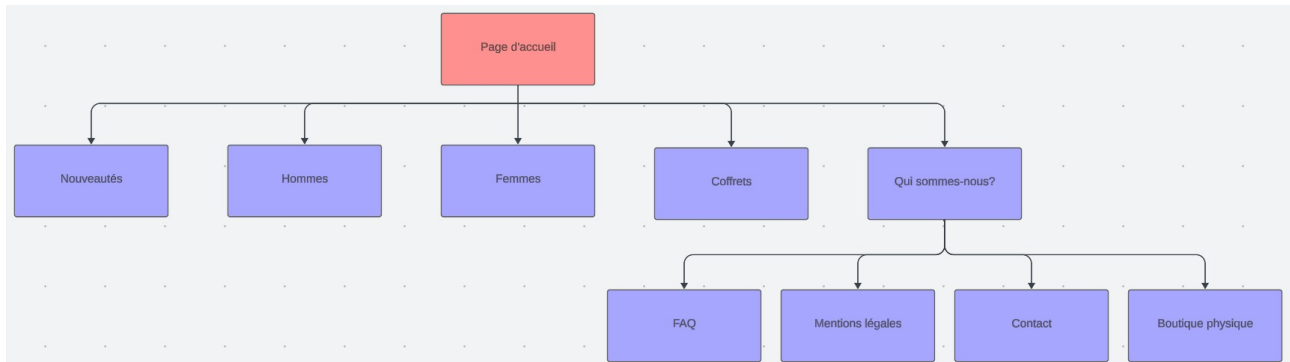 Page d'accueil
Nouveautés
Hommes
Femmes
Coffrets
Qui sommes-nous?
FAQ
Mentions légales
Contact
Boutique physique